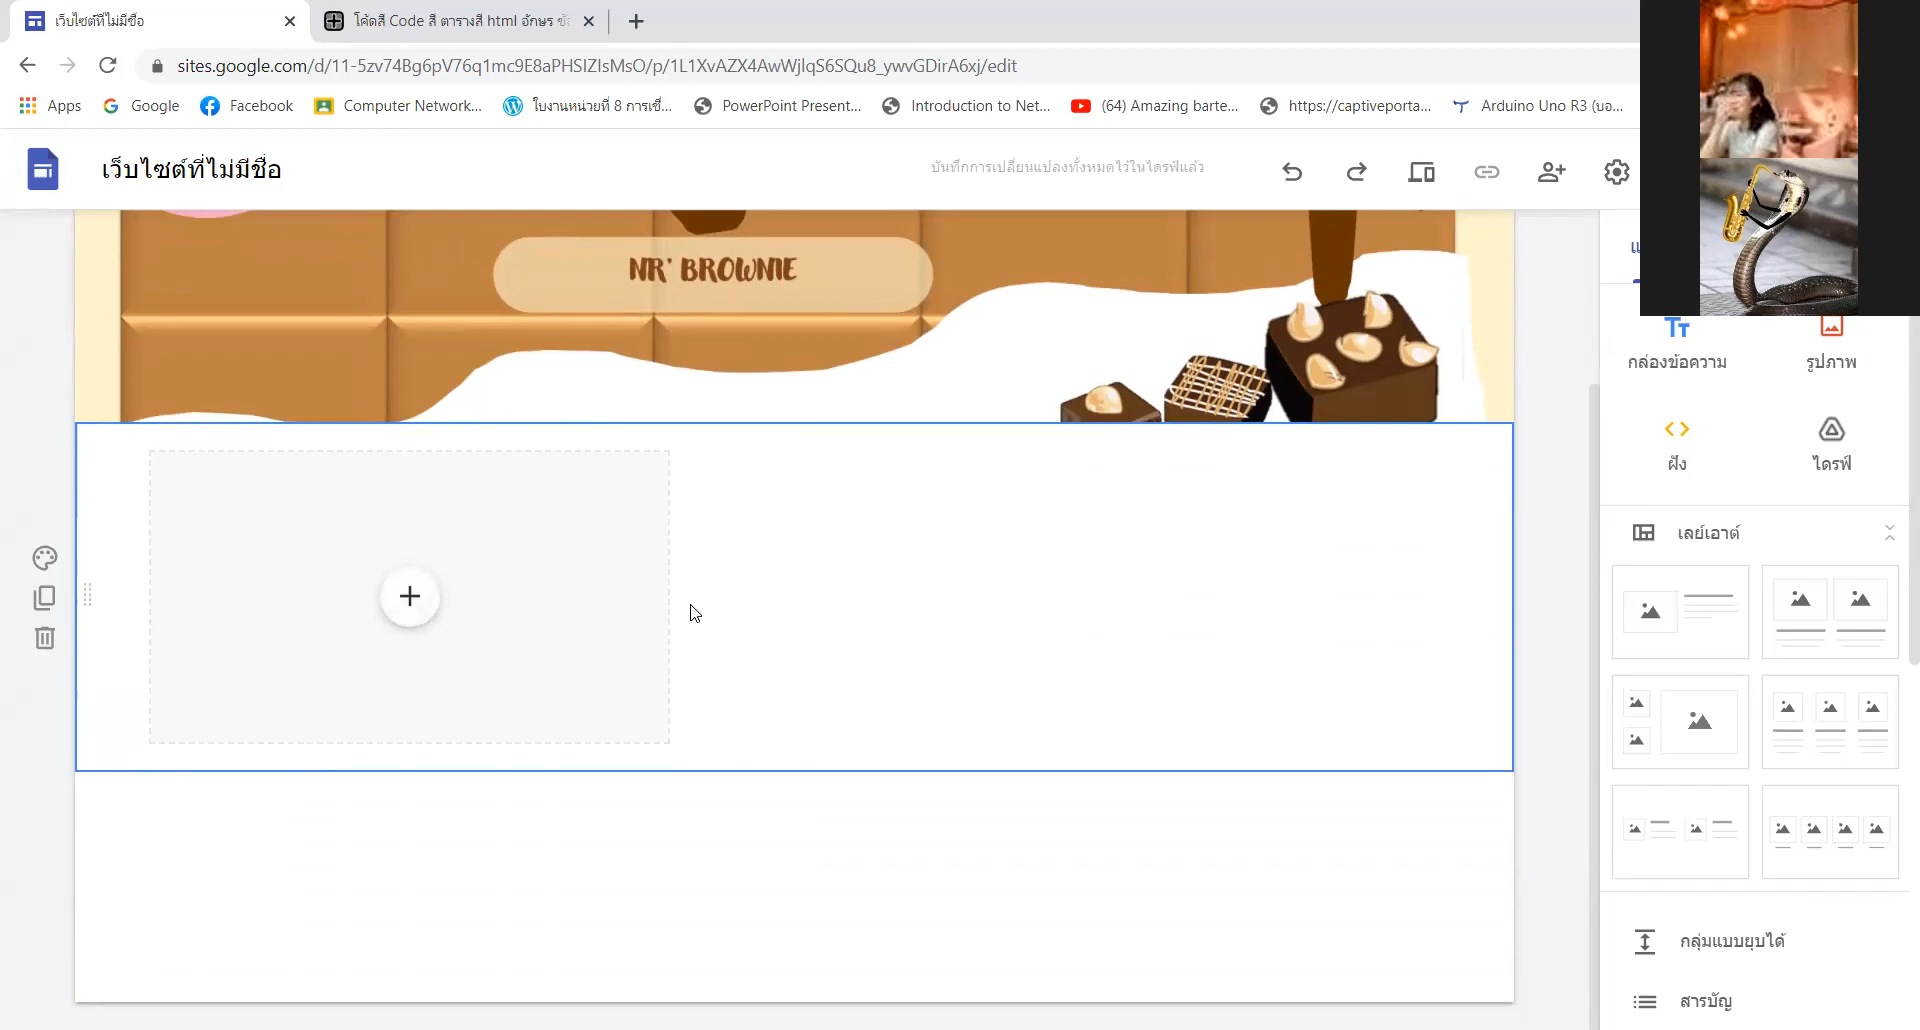 เว็บไซต์ที่ไม่มีชื่อ
โค้ดสี Code สี ตารางสี html อักษร
sites.google.com/d/11-5zv74Bg6pV76q1mc9E8aPHSIZIsMsO/p/1L1XvAZX4AwWjlqS6SQu8_ywvGDirA6xj/edit
Apps
Google
Facebook
Computer Network...
ใบงานหน่วยที่ 8 การเชื่...
PowerPoint Present...
Introduction to Net...
(64) Amazing barte...
https://captiveporta...
Arduino Uno R3 (บอ...
เว็บไซต์ที่ไม่มีชื่อ
บันทึกการเปลี่ยนแปลงทั้งหมดไว้ในไดรฟ์แล้ว
NR' BROWNIE
กล่องข้อความ
รูปภาพ
ฝัง
ไดรฟ์
เลย์เอาต์
กลุ่มแบบยุบได้
สารบัญ